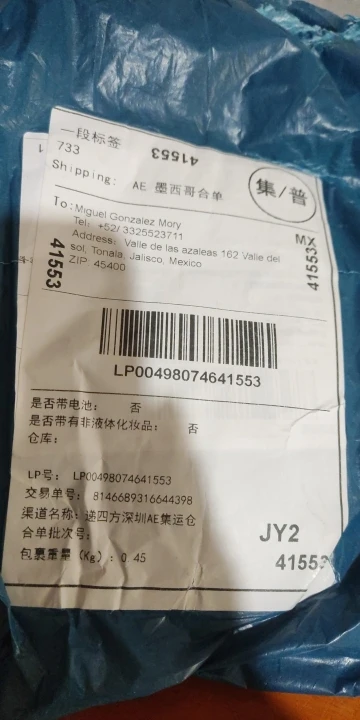 一段标签
41553
733
Shipping: AE 墨西哥合单
集/普
To: Miguel Gonzalez Mory
Tel: +52/ 3325523711
Address: Valle de las azaleas 162 Valle del
sol, Tonala, Jalisco, Mexico
ZIP: 45400
MX
41553
41553
LP00498074641553
是否带电池: 否
是否带有非液体化妆品: 否
仓库:
LP号: LP00498074641553
交易单号: 8146689316644398
渠道名称: 递四方深圳AE集运仓
合单批次号:
包裹重量 (Kg): 0.45
JY2
41553